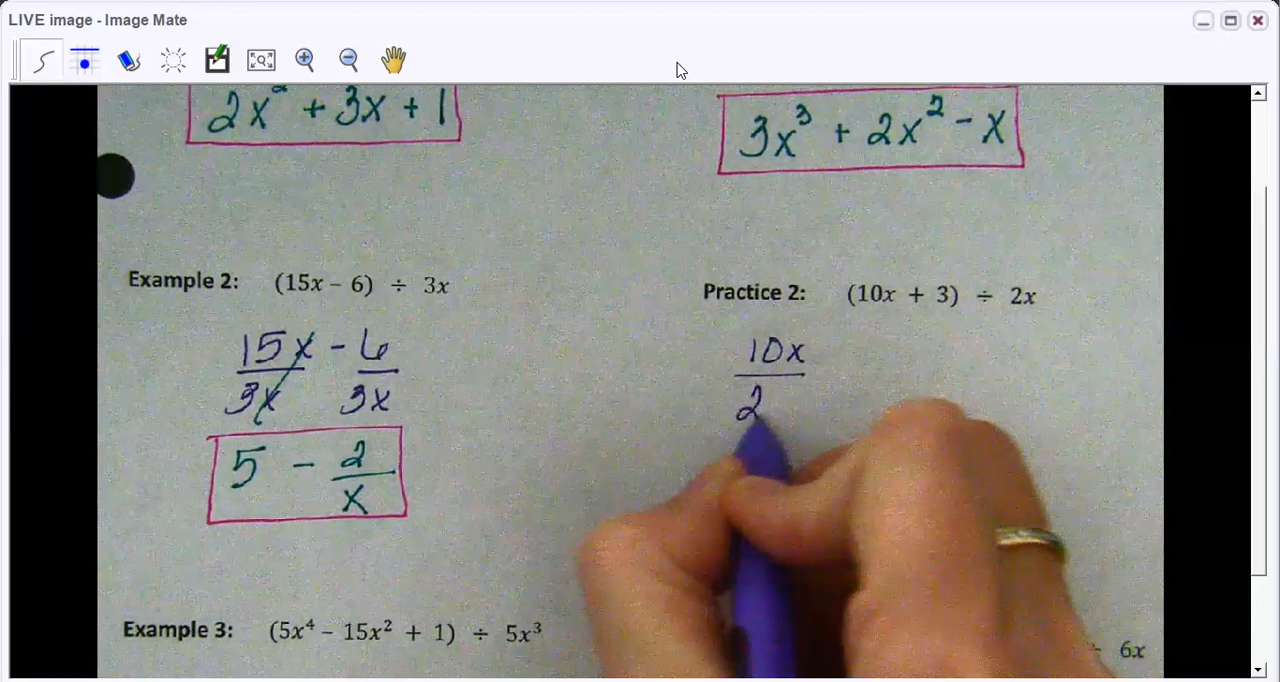 LIVE image - Image Mate
2x² + 3x + 1
3x³ + 2x² - x
Example 2: (15x − 6) ÷ 3x
Practice 2: (10x + 3) ÷ 2x
15x - 6
3x 3x
5 - 2
x
10x
2
Example 3: (5x⁴ − 15x² + 1) ÷ 5x³
÷ 6x